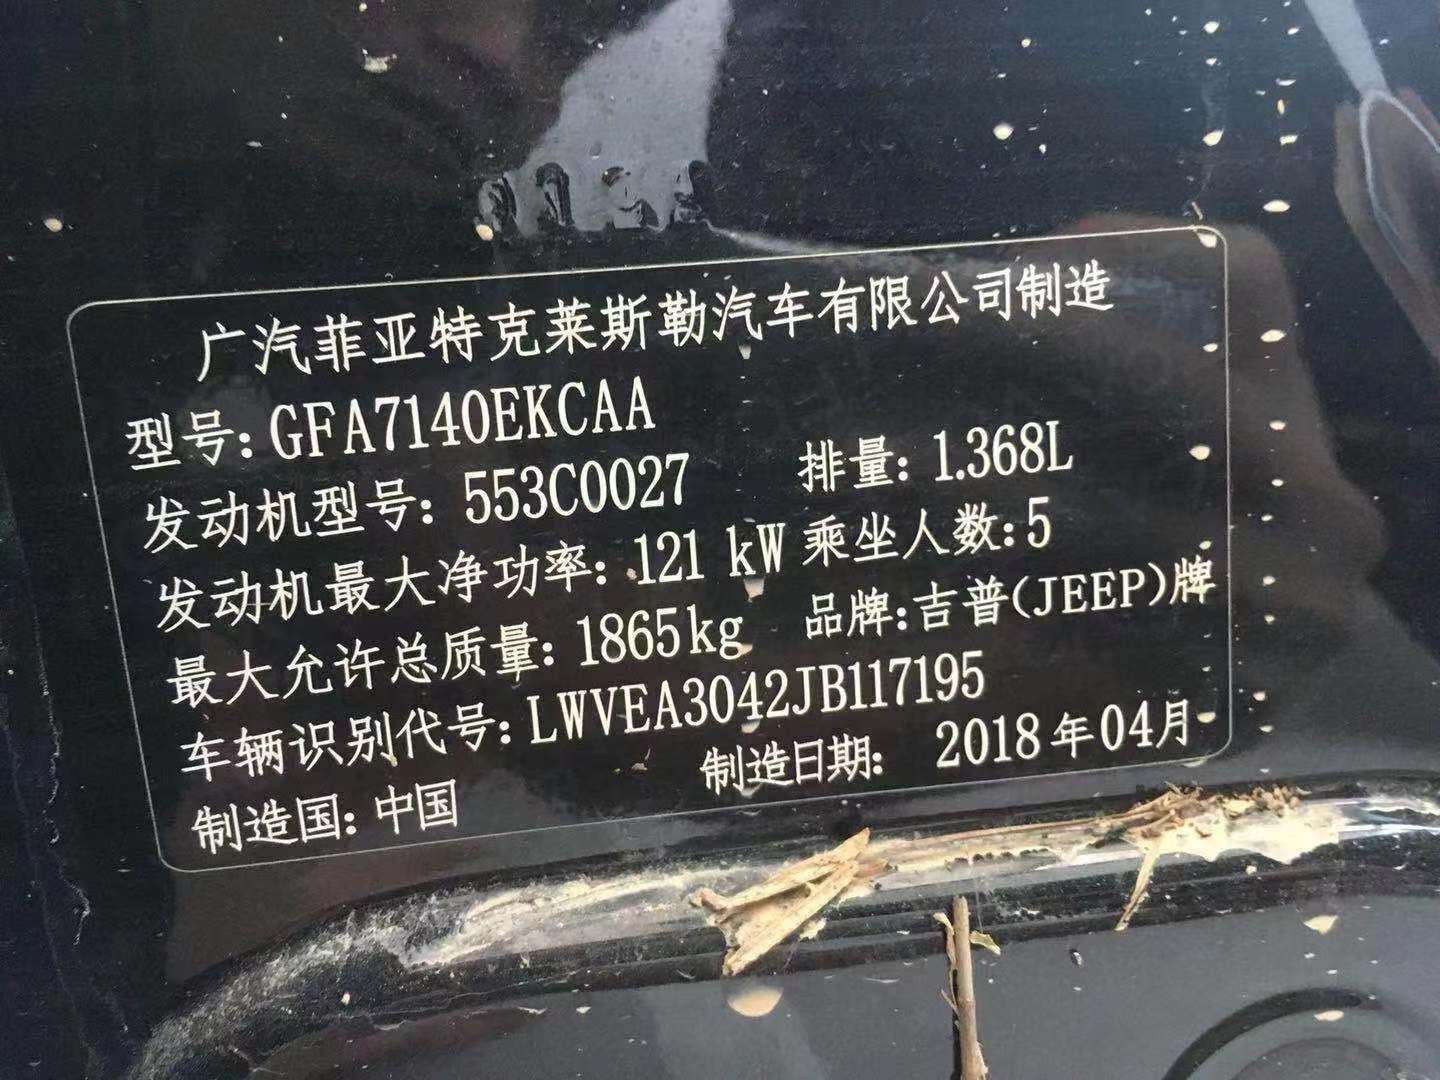 广汽菲亚特克莱斯勒汽车有限公司制造
型号:GFA7140EKCAA
发动机型号: 553C0027 排量: 1.368L
发动机最大净功率: 121 kW 乘坐人数:5
最大允许总质量: 1865kg 品牌:吉普(JEEP)牌
车辆识别代号:LWVEA3042JB117195
制造国:中国 制造日期: 2018年04月